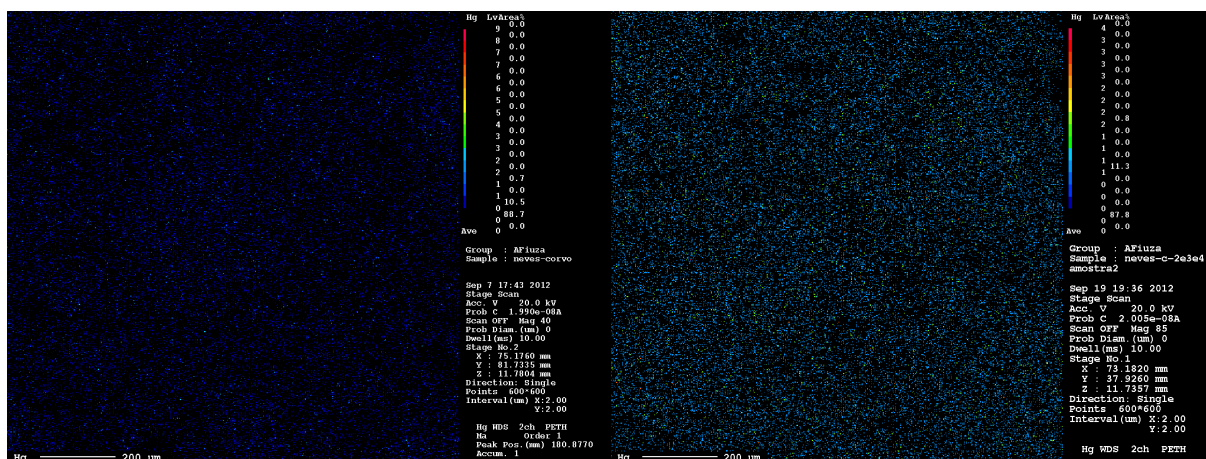 Hg LvArea%
0.0
9 0.0
8 0.0
7 0.0
7 0.0
6 0.0
5 0.0
5 0.0
4 0.0
3 0.0
3 0.0
2 0.0
2 0.7
1 0.0
1 10.5
0 88.7
0 0.0
Ave 0
Group : AFiuza
Sample : neves-corvo
Sep 7 17:43 2012
Stage Scan
Acc. V 20.0 kV
Prob C 1.990e-08A
Scan OFF Mag 40
Prob Diam.(um) 0
Dwell(ms) 10.00
Stage No.2
X : 75.1760 mm
Y : 81.7335 mm
Z : 11.7804 mm
Direction: Single
Points 600*600
Interval(um) X:2.00
Y:2.00
Hg WDS 2ch PETH
Ma Order 1
Peak Pos.(mm) 180.8770
Accum. 1
Hg 200 um
Hg LvArea%
0.0
4 0.0
4 0.0
3 0.0
3 0.0
3 0.0
2 0.0
2 0.0
2 0.8
2 0.0
1 0.0
1 0.0
1 11.3
1 0.0
0 0.0
0 87.8
0 0.0
Ave 0
Group : AFiuza
Sample : neves-c-2e3e4
amostra2
Sep 19 19:36 2012
Stage Scan
Acc. V 20.0 kV
Prob C 2.005e-08A
Scan OFF Mag 85
Prob Diam.(um) 0
Dwell(ms) 10.00
Stage No.1
X : 73.1820 mm
Y : 37.9260 mm
Z : 11.7357 mm
Direction: Single
Points 600*600
Interval(um) X:2.00
Y:2.00
Hg WDS 2ch PETH
Hg 200 um